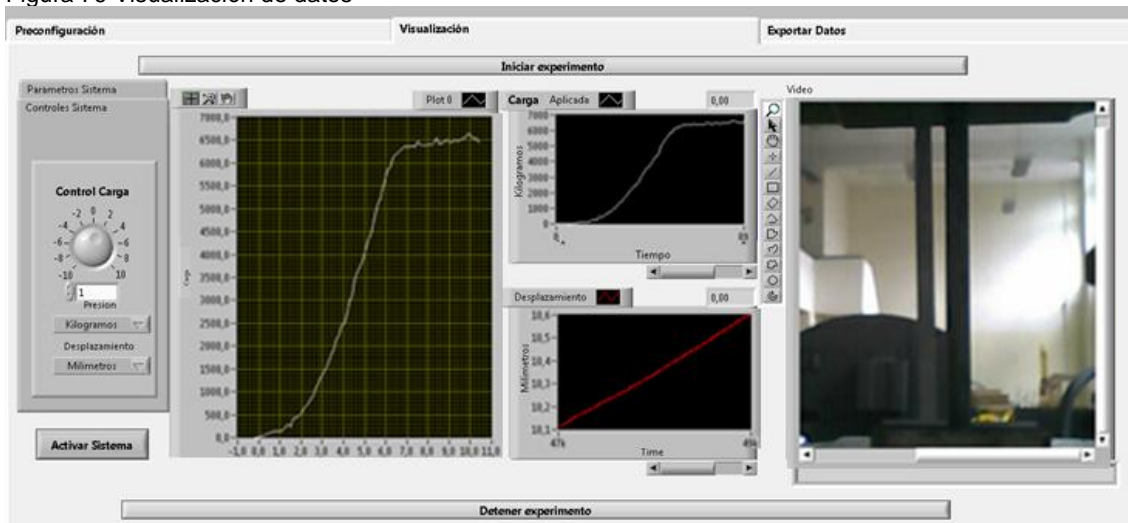 Preconfiguración
Visualización
Exportar Datos
Iniciar experimento
Parametros Sistema
Controles Sistema
Control Carga
-2 0 2
-4 4
-6 6
-8 8
-10 10
1
Presion
Kilogramos
Desplazamiento
Milimetros
Activar Sistema
Plot 0
7000,0
6500,0
6000,0
5500,0
5000,0
4500,0
4000,0
3500,0
3000,0
2500,0
2000,0
1500,0
1000,0
500,0
0,0
-1,0 0,0 1,0 2,0 3,0 4,0 5,0 6,0 7,0 8,0 9,0 10,0 11,0
Carga Aplicada
0,00
Kilogramos
7000
6000
5000
4000
3000
2000
1000
0
0
Tiempo
Desplazamiento
0,00
Milimetros
10,6
10,5
10,4
10,3
10,2
10,1
47k
49k
Time
Video
Detener experimento